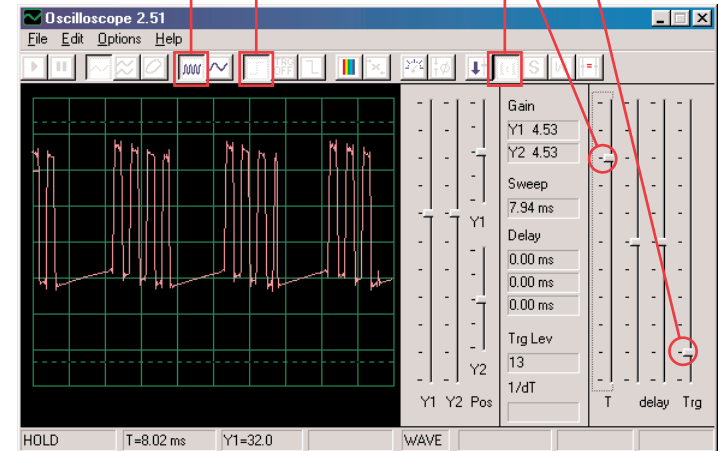 Oscilloscope 2.51
File Edit Options Help
TRG
OFF
S
Gain
Y1 4.53
Y2 4.53
Sweep
7.94 ms
Y1
Delay
0.00 ms
0.00 ms
0.00 ms
Trg Lev
13
Y2
1/dT
Y1 Y2 Pos
T delay Trg
HOLD T=8.02 ms Y1=32.0 WAVE